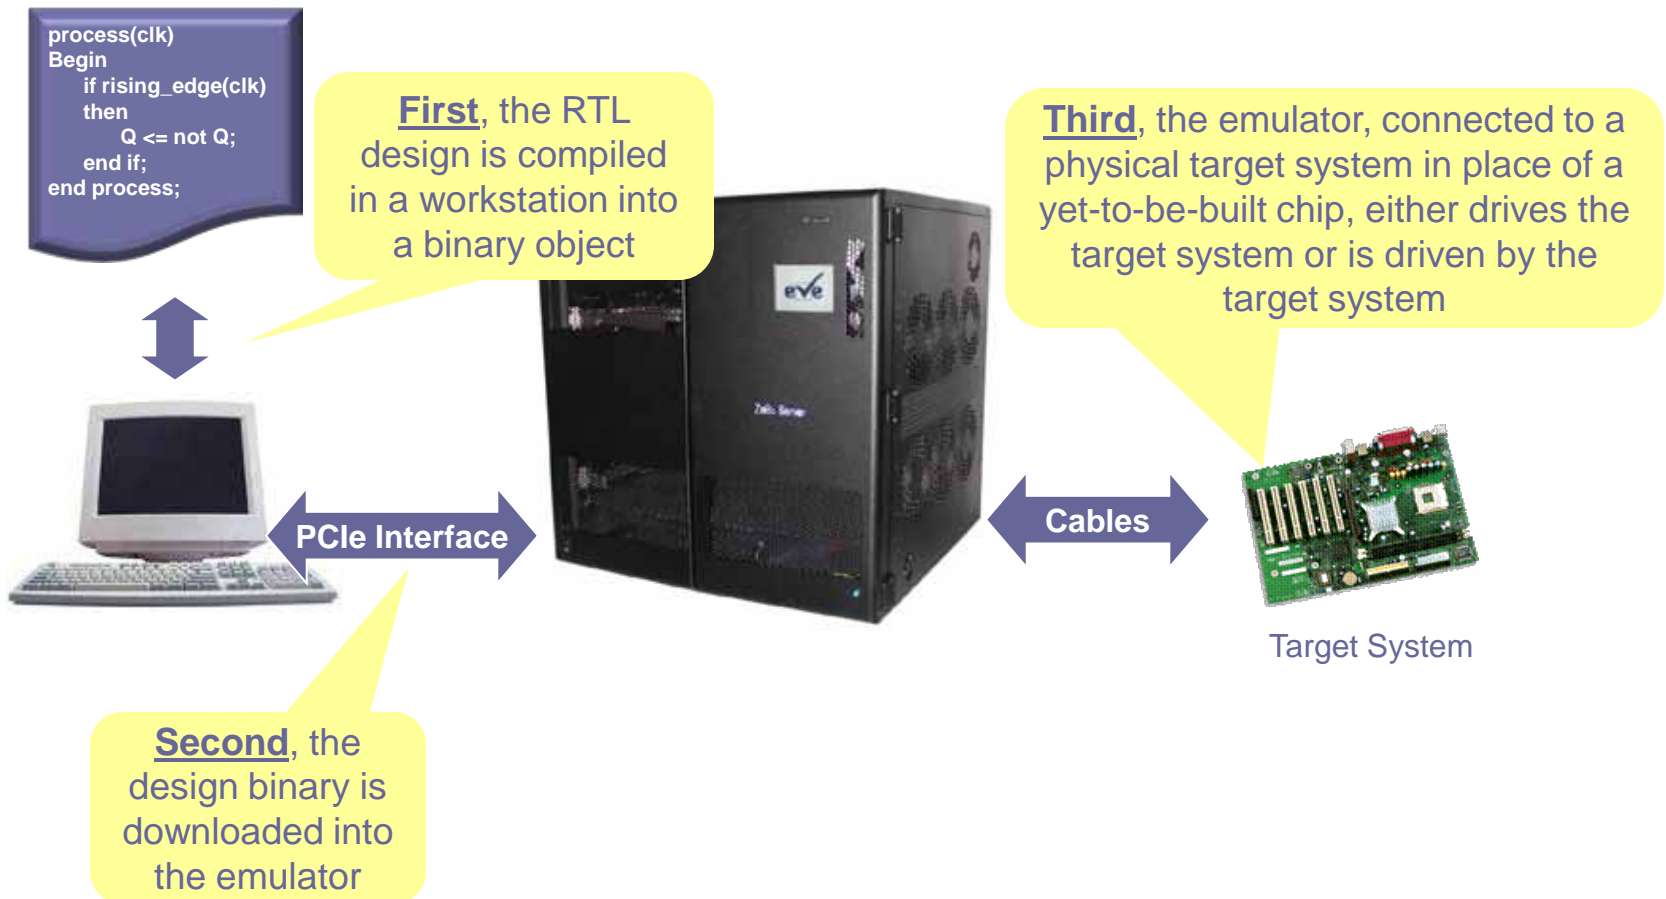 process(clk)
Begin
if rising_edge(clk)
then
Q <= not Q;
end if;
end process;
First, the RTL
design is compiled
in a workstation into
a binary object
Third, the emulator, connected to a
physical target system in place of a
yet-to-be-built chip, either drives the
target system or is driven by the
target system
eve
Server
PCIe Interface
Cables
Target System
Second, the
design binary is
downloaded into
the emulator